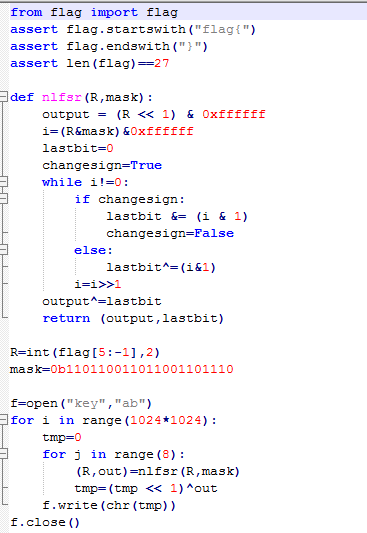 from flag import flag
assert flag.startswith("flag{")
assert flag.endswith("}")
assert len(flag)==27
def nlfsr(R,mask):
    output = (R << 1) & 0xffffff
    i=(R&mask)&0xffffff
    lastbit=0
    changesign=True
    while i!=0:
        if changesign:
            lastbit &= (i & 1)
            changesign=False
        else:
            lastbit^=(i&1)
        i=i>>1
    output^=lastbit
    return (output,lastbit)
R=int(flag[5:-1],2)
mask=0b110110011011001101110
f=open("key","ab")
for i in range(1024*1024):
    tmp=0
    for j in range(8):
        (R,out)=nlfsr(R,mask)
        tmp=(tmp << 1)^out
    f.write(chr(tmp))
f.close()